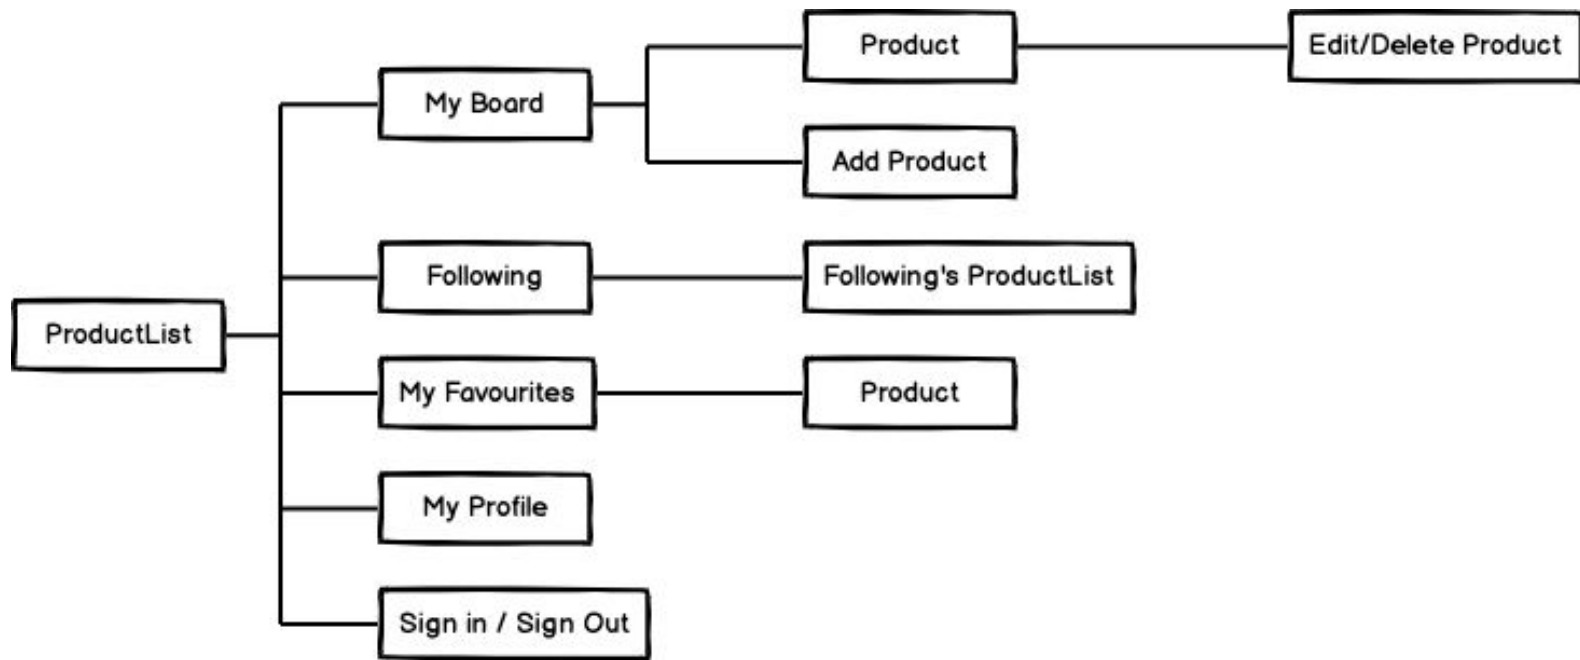 Product
Edit/Delete Product
My Board
Add Product
Following
Following's ProductList
ProductList
My Favourites
Product
My Profile
Sign in / Sign Out